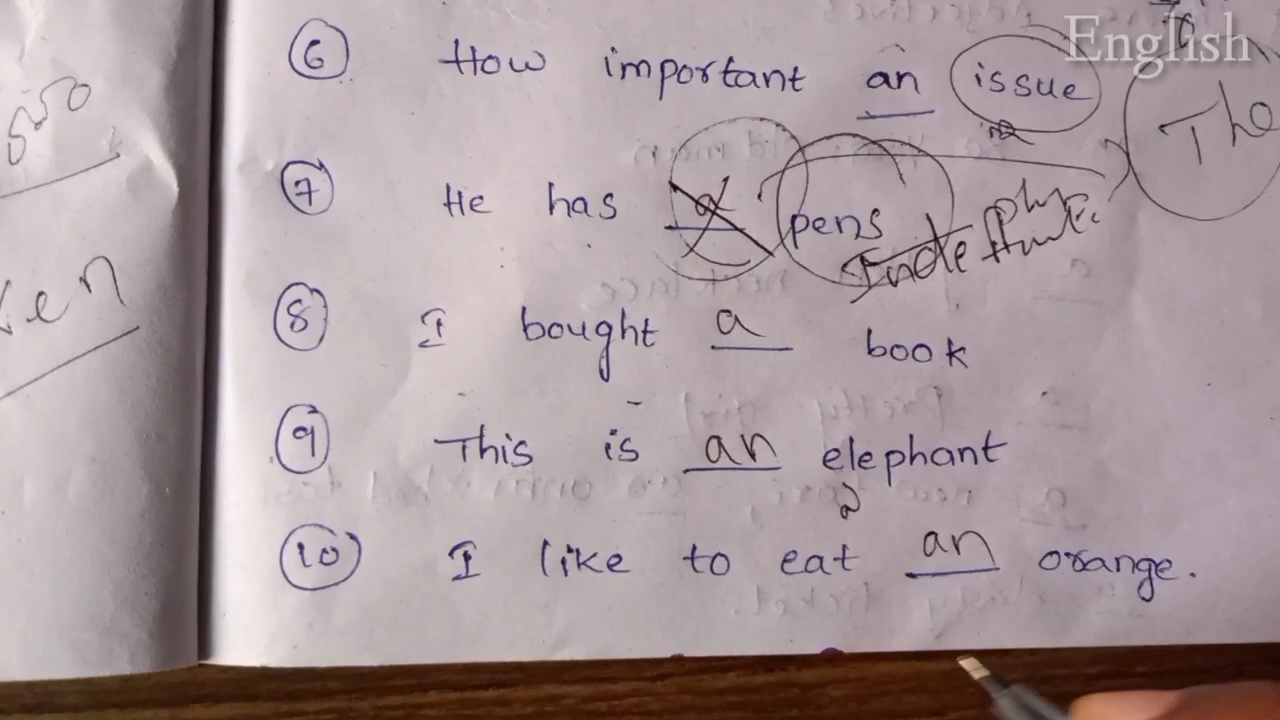 English
6 How important an issue
The
7 He has a pens
Indefinite
8 I bought a book
9 This is an elephant
10 I like to eat an orange.